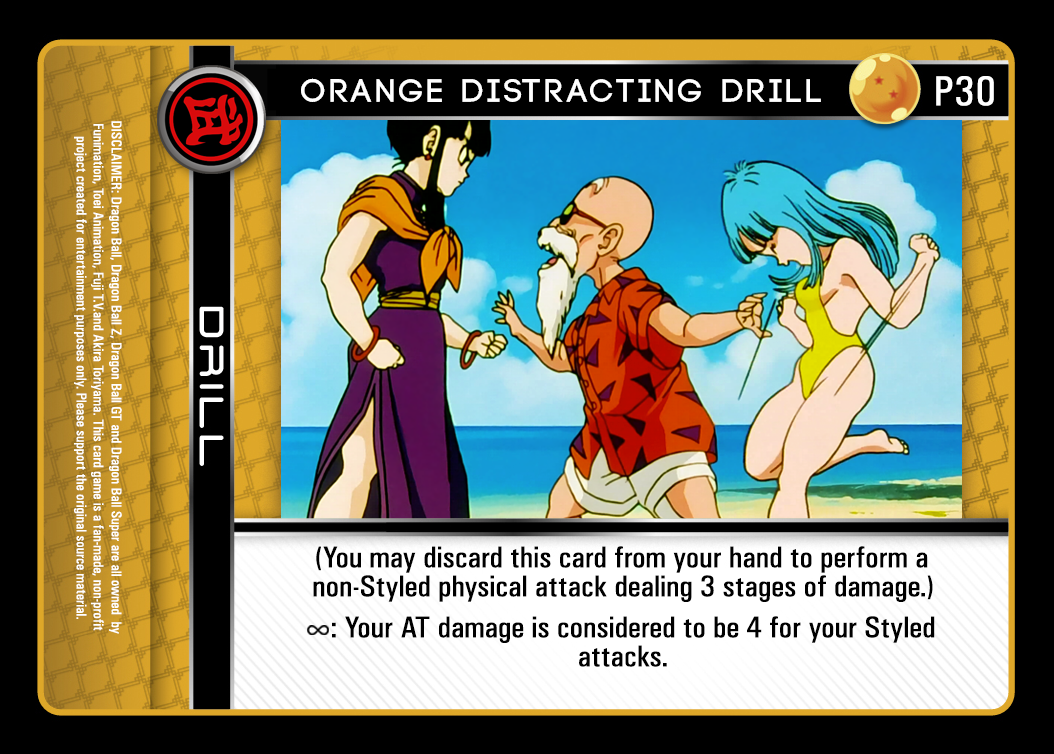 ORANGE DISTRACTING DRILL
P30
DRILL
(You may discard this card from your hand to perform a
non-Styled physical attack dealing 3 stages of damage.)
∞: Your AT damage is considered to be 4 for your Styled
attacks.
DISCLAIMER: Dragon Ball, Dragon Ball Z, Dragon Ball GT and Dragon Ball Super are all owned by
Funimation, Toei Animation, Fuji T.V.and Akira Toriyama. This card game is a fan-made, non-profit
project created for entertainment purposes only. Please support the original source material.